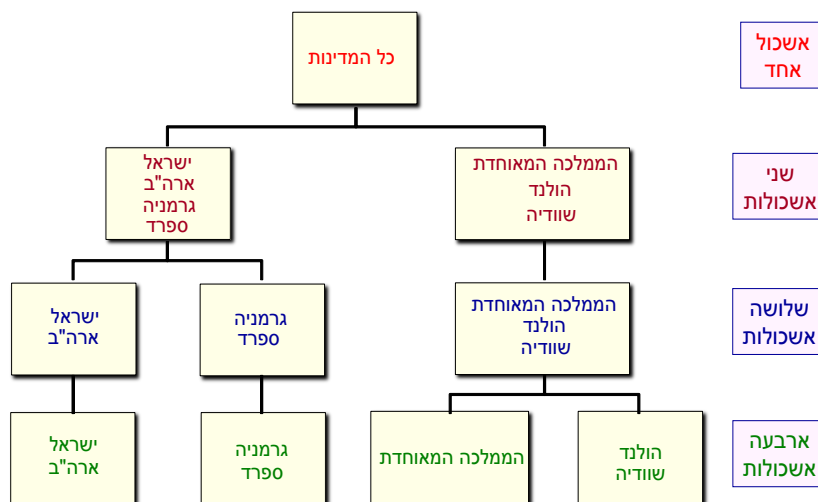 כל המדינות
אשכול
אחד
הממלכה המאוחדת
הולנד
שוודיה
ישראל
ארה"ב
גרמניה
ספרד
שני
אשכולות
הממלכה המאוחדת
הולנד
שוודיה
גרמניה
ספרד
ישראל
ארה"ב
שלושה
אשכולות
הולנד
שוודיה
הממלכה המאוחדת
גרמניה
ספרד
ישראל
ארה"ב
ארבעה
אשכולות